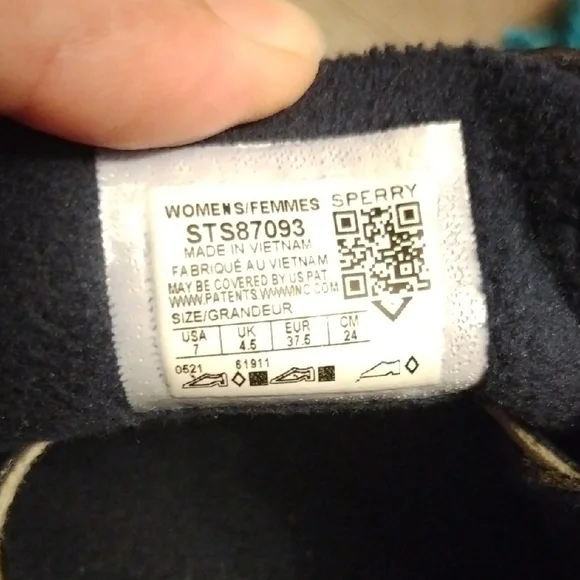 WOMENS/FEMMES SPERRY
STS87093
MADE IN VIETNAM
FABRIQUÉ AU VIETNAM
MAY BE COVERED BY US PAT
WWW.PATENTS.WWWINC.COM
SIZE/GRANDEUR
USA UK EUR CM
7 4.5 37.5 24
0521 61911